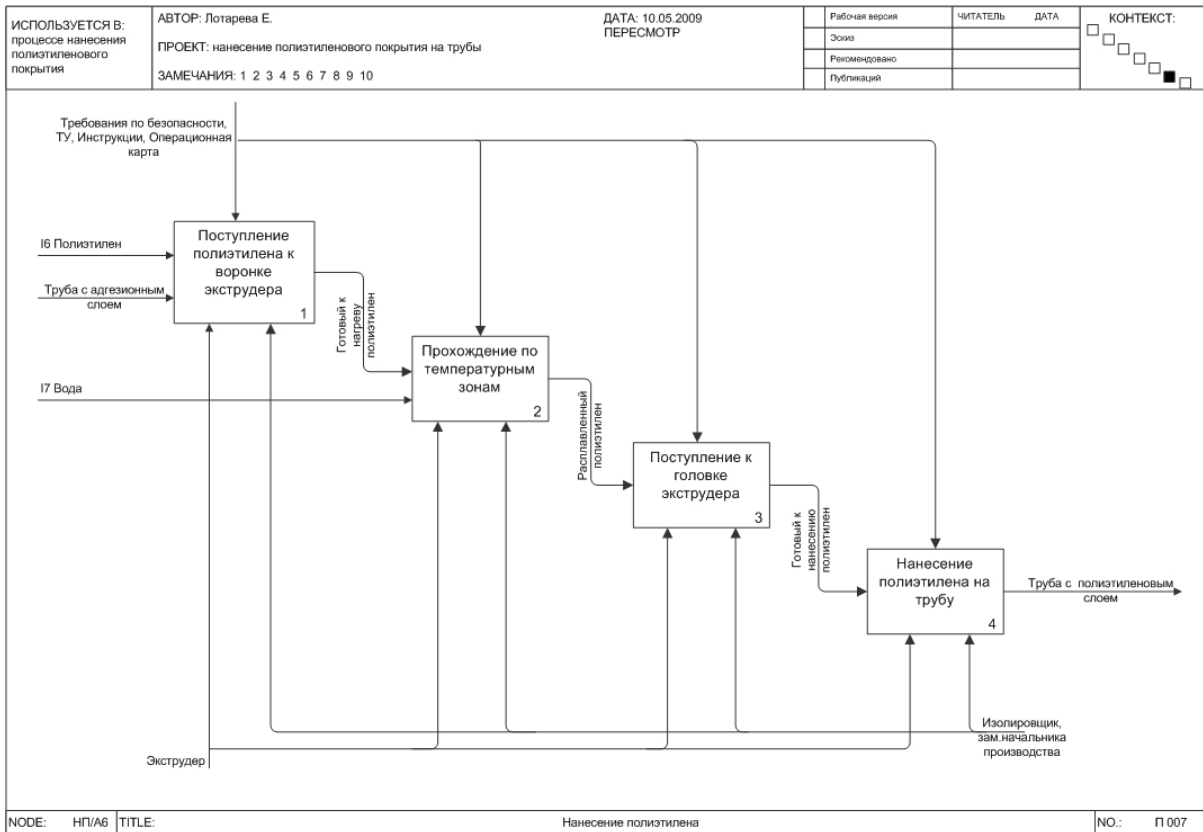 ИСПОЛЬЗУЕТСЯ В:
процессе нанесения
полиэтиленового
покрытия
АВТОР: Лотарева Е.
ДАТА: 10.05.2009
ПЕРЕСМОТР
ПРОЕКТ: нанесение полиэтиленового покрытия на трубы
ЗАМЕЧАНИЯ: 1 2 3 4 5 6 7 8 9 10
Рабочая версия
Эскиз
Рекомендовано
Публикаций
ЧИТАТЕЛЬ ДАТА
КОНТЕКСТ:
Требования по безопасности,
ТУ, Инструкции, Операционная
карта
I6 Полиэтилен
Труба с адгезионным
слоем
Поступление
полиэтилена к
воронке
экструдера
1
Готовый к
нагреву
полиэтилен
I7 Вода
Прохождение по
температурным
зонам
2
Расплавленный
полиэтилен
Поступление к
головке
экструдера
3
Готовый к
нанесению
полиэтилен
Нанесение
полиэтилена на
трубу
4
Труба с полиэтиленовым
слоем
Изолировщик,
зам.начальника
производства
Экструдер
NODE: НП/А6
TITLE:
Нанесение полиэтилена
NO.: П 007